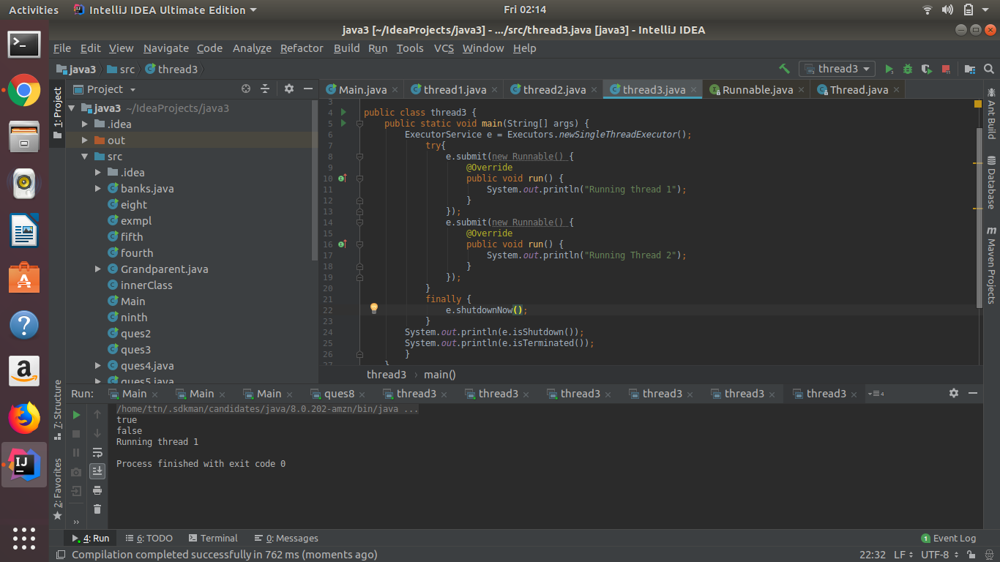 Activities IntelliJ IDEA Ultimate Edition Fri 02:14
java3 [~/IdeaProjects/java3] - .../src/thread3.java [java3] - IntelliJ IDEA
File Edit View Navigate Code Analyze Refactor Build Run Tools VCS Window Help
java3 src thread3 thread3
Project Main.java thread1.java thread2.java thread3.java Runnable.java Thread.java
1: Project
7: Structure
2: Favorites
java3 ~/IdeaProjects/java3
.idea
out
src
.idea
banks.java
eight
exmpl
fifth
fourth
Grandparent.java
innerClass
Main
ninth
ques2
ques3
ques4.java
ques5.java
3
4 public class thread3 {
5 public static void main(String[] args) {
6 ExecutorService e = Executors.newSingleThreadExecutor();
7 try{
8 e.submit(new Runnable() {
9 @Override
10 public void run() {
11 System.out.println("Running thread 1");
12 }
13 });
14 e.submit(new Runnable() {
15 @Override
16 public void run() {
17 System.out.println("Running Thread 2");
18 }
19 });
20 }
21 finally {
22 e.shutdownNow();
23 }
24 System.out.println(e.isShutdown());
25 System.out.println(e.isTerminated());
26 }
27 }
thread3 main()
Ant Build
Database
Maven Projects
Run: Main Main Main ques8 thread3 thread3 thread3 thread3 thread3 thread3 4
/home/ttn/.sdkman/candidates/java/8.0.202-amzn/bin/java ...
true
false
Running thread 1
Process finished with exit code 0
4: Run 6: TODO Terminal 0: Messages 1 Event Log
Compilation completed successfully in 762 ms (moments ago) 22:32 LF UTF-8